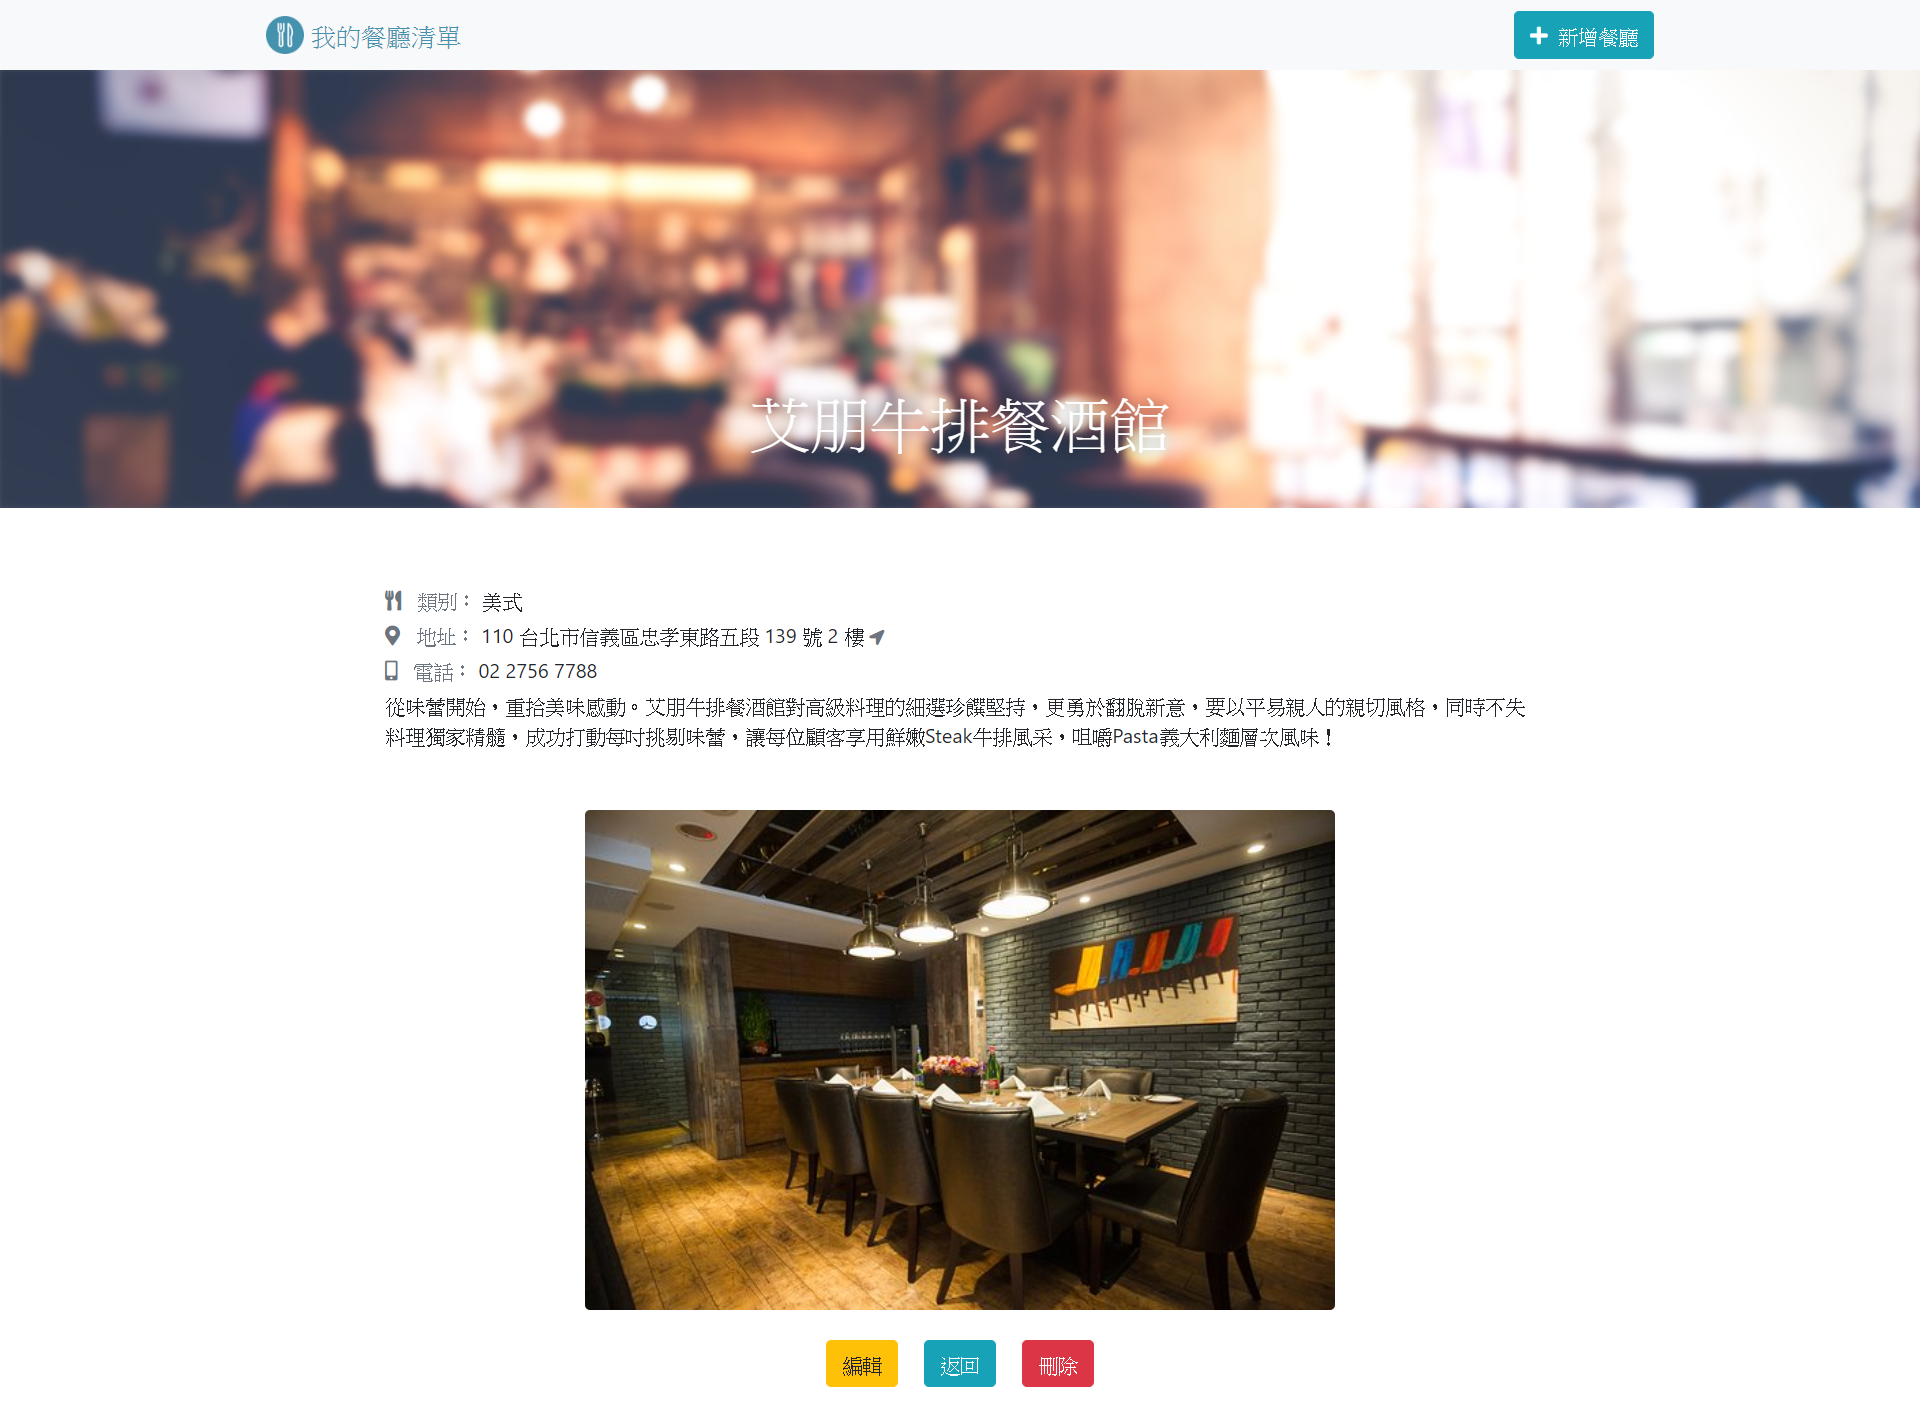 我的餐廳清單
新增餐廳
艾朋牛排餐酒館
類別： 美式
地址： 110 台北市信義區忠孝東路五段 139 號 2 樓
電話： 02 2756 7788
從味蕾開始，重拾美味感動。艾朋牛排餐酒館對高級料理的細選珍饌堅持，更勇於翻脫新意，要以平易親人的親切風格，同時不失
料理獨家精髓，成功打動每吋挑剔味蕾，讓每位顧客享用鮮嫩Steak牛排風采，咀嚼Pasta義大利麵層次風味！
編輯
返回
刪除